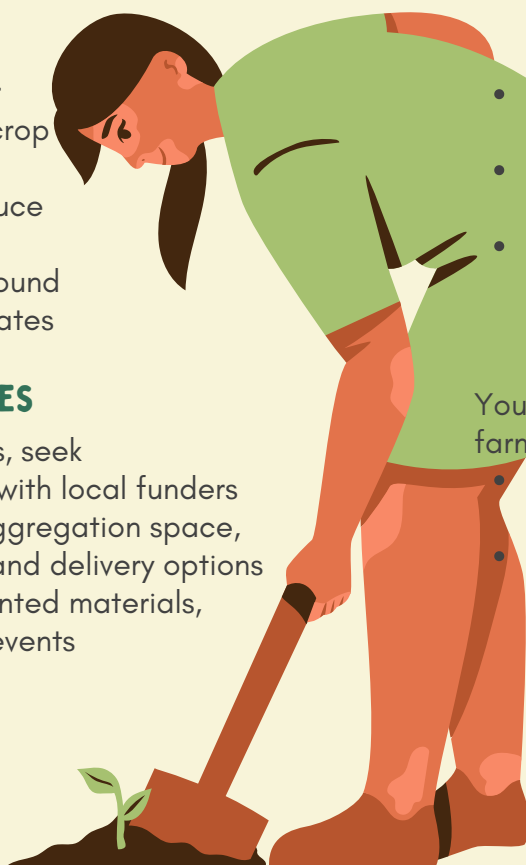 crop
uce
ound
ates
ES
s, seek
with local funders
ggregation space,
and delivery options
nted materials,
events
You
farm